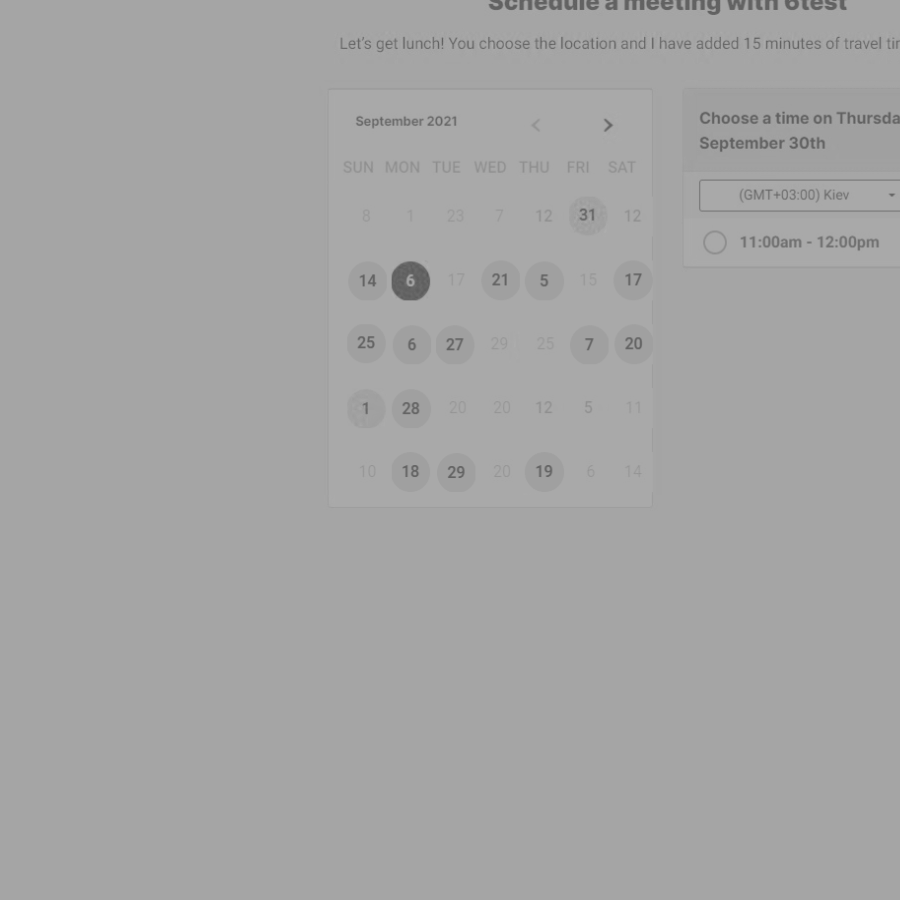 Schedule a meeting with 6test
Let's get lunch! You choose the location and I have added 15 minutes of travel
September 2021
SUN MON TUE WED THU FRI SAT
8 1 23 7 12 31 12
14 6 17 21 5 15 17
25 6 27 29 25 7 20
1 28 20 20 12 5 11
10 18 29 20 19 6 14
Choose a time on
September 30th
(GMT+03:00) Kiev
11:00am - 12:00pm